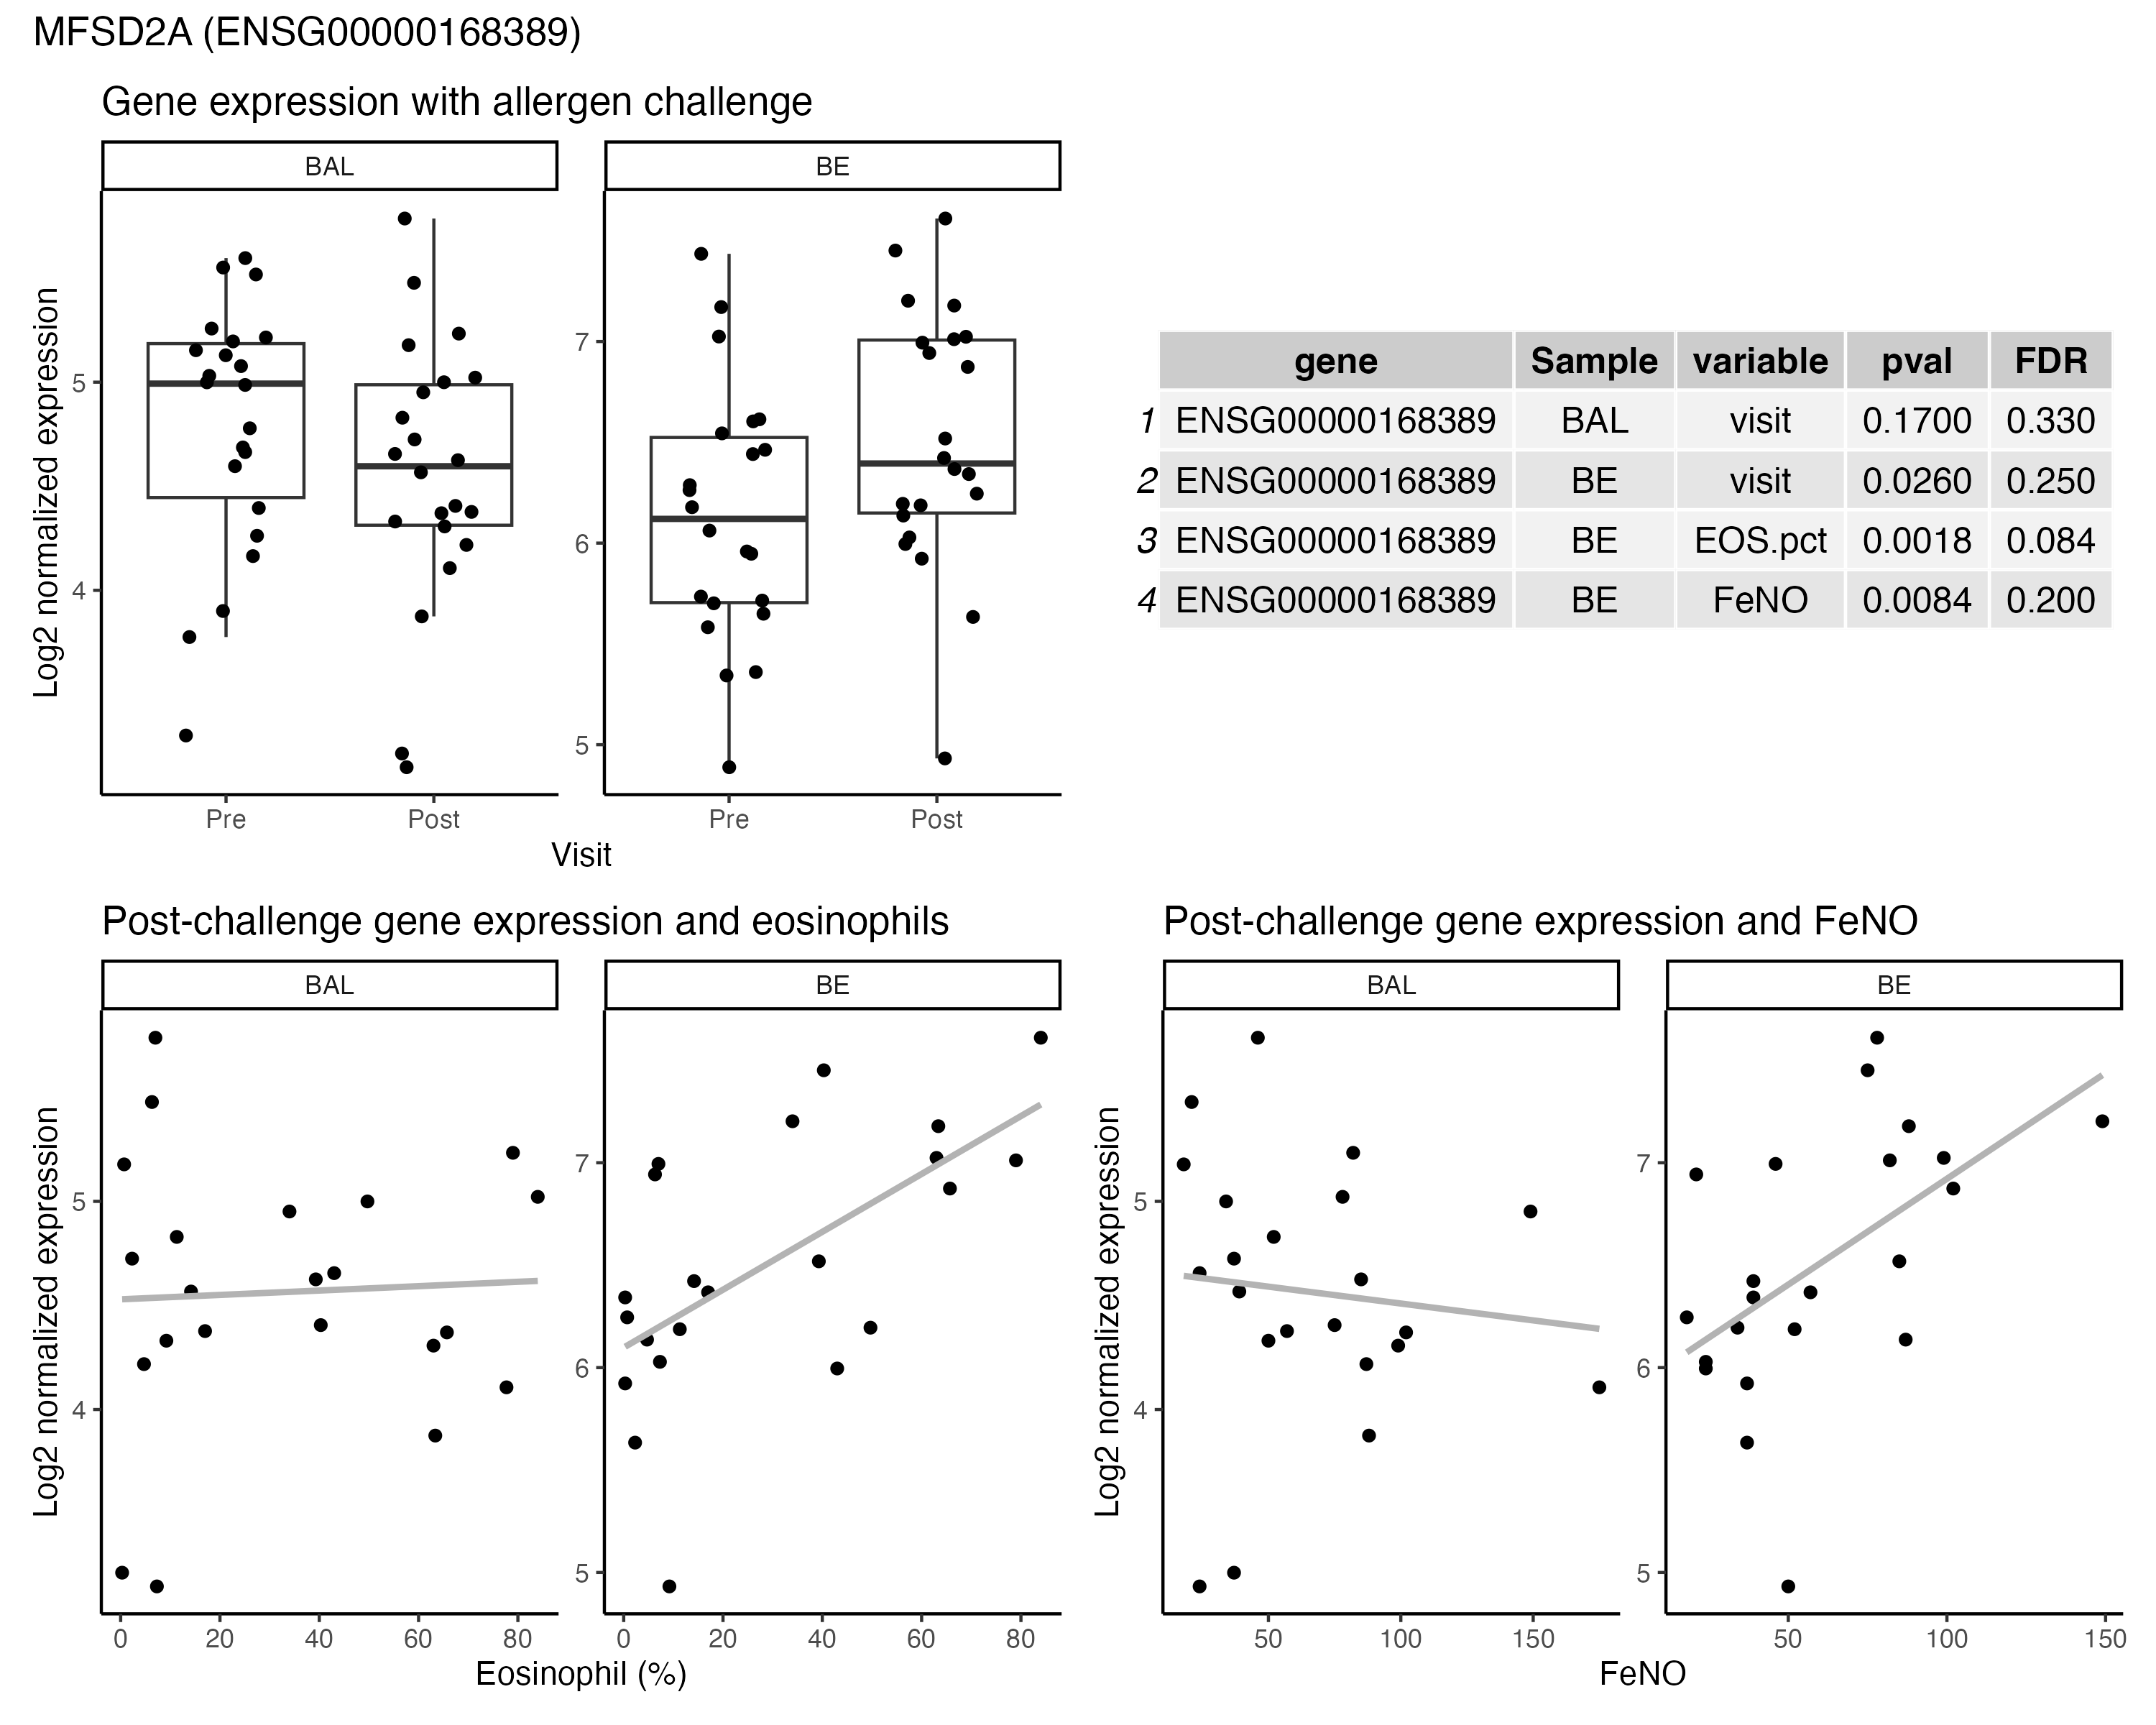 MFSD2A (ENSG00000168389)
Gene expression with allergen challenge
BAL
BE
Log2 normalized expression
5
4
7
6
5
Pre
Post
Pre
Post
Visit
gene Sample variable pval FDR
1 ENSG00000168389 BAL visit 0.1700 0.330
2 ENSG00000168389 BE visit 0.0260 0.250
3 ENSG00000168389 BE EOS.pct 0.0018 0.084
4 ENSG00000168389 BE FeNO 0.0084 0.200
Post-challenge gene expression and eosinophils
BAL
BE
Log2 normalized expression
5
4
7
6
5
0 20 40 60 80
0 20 40 60 80
Eosinophil (%)
Post-challenge gene expression and FeNO
BAL
BE
Log2 normalized expression
5
4
7
6
5
50 100 150
50 100 150
FeNO